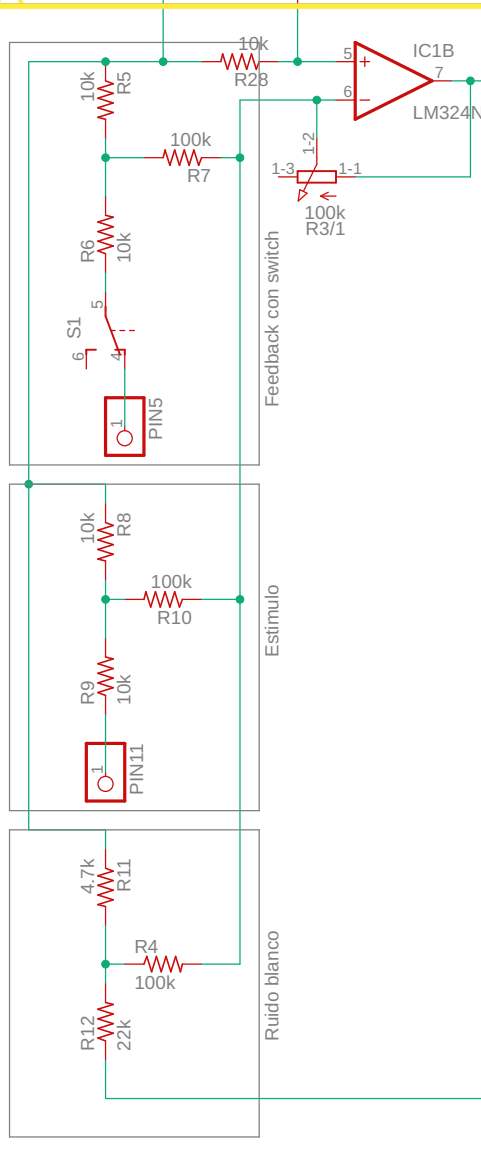 10k
R28
5
6
7
IC1B
LM324N
10k
R5
100k
R7
1-2
1-3
1-1
100k
R3/1
R6
10k
Feedback con switch
S1
5
6
4
1
PIN5
10k
R8
100k
R10
Estimulo
R9
10k
1
PIN11
4.7k
R11
R4
100k
Ruido blanco
R12
22k